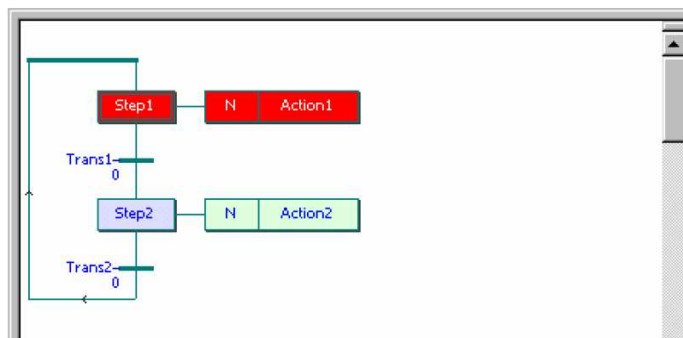 Step1 N Action1
Trans1
0
Step2 N Action2
Trans2
0